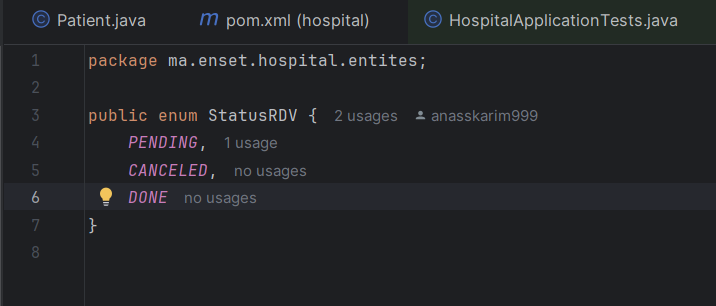 Patient.java m pom.xml (hospital) HospitalApplicationTests.java
1 package ma.enset.hospital.entites;
2
3 public enum StatusRDV { 2 usages anasskarim999
4 PENDING, 1 usage
5 CANCELED, no usages
6 DONE no usages
7 }
8